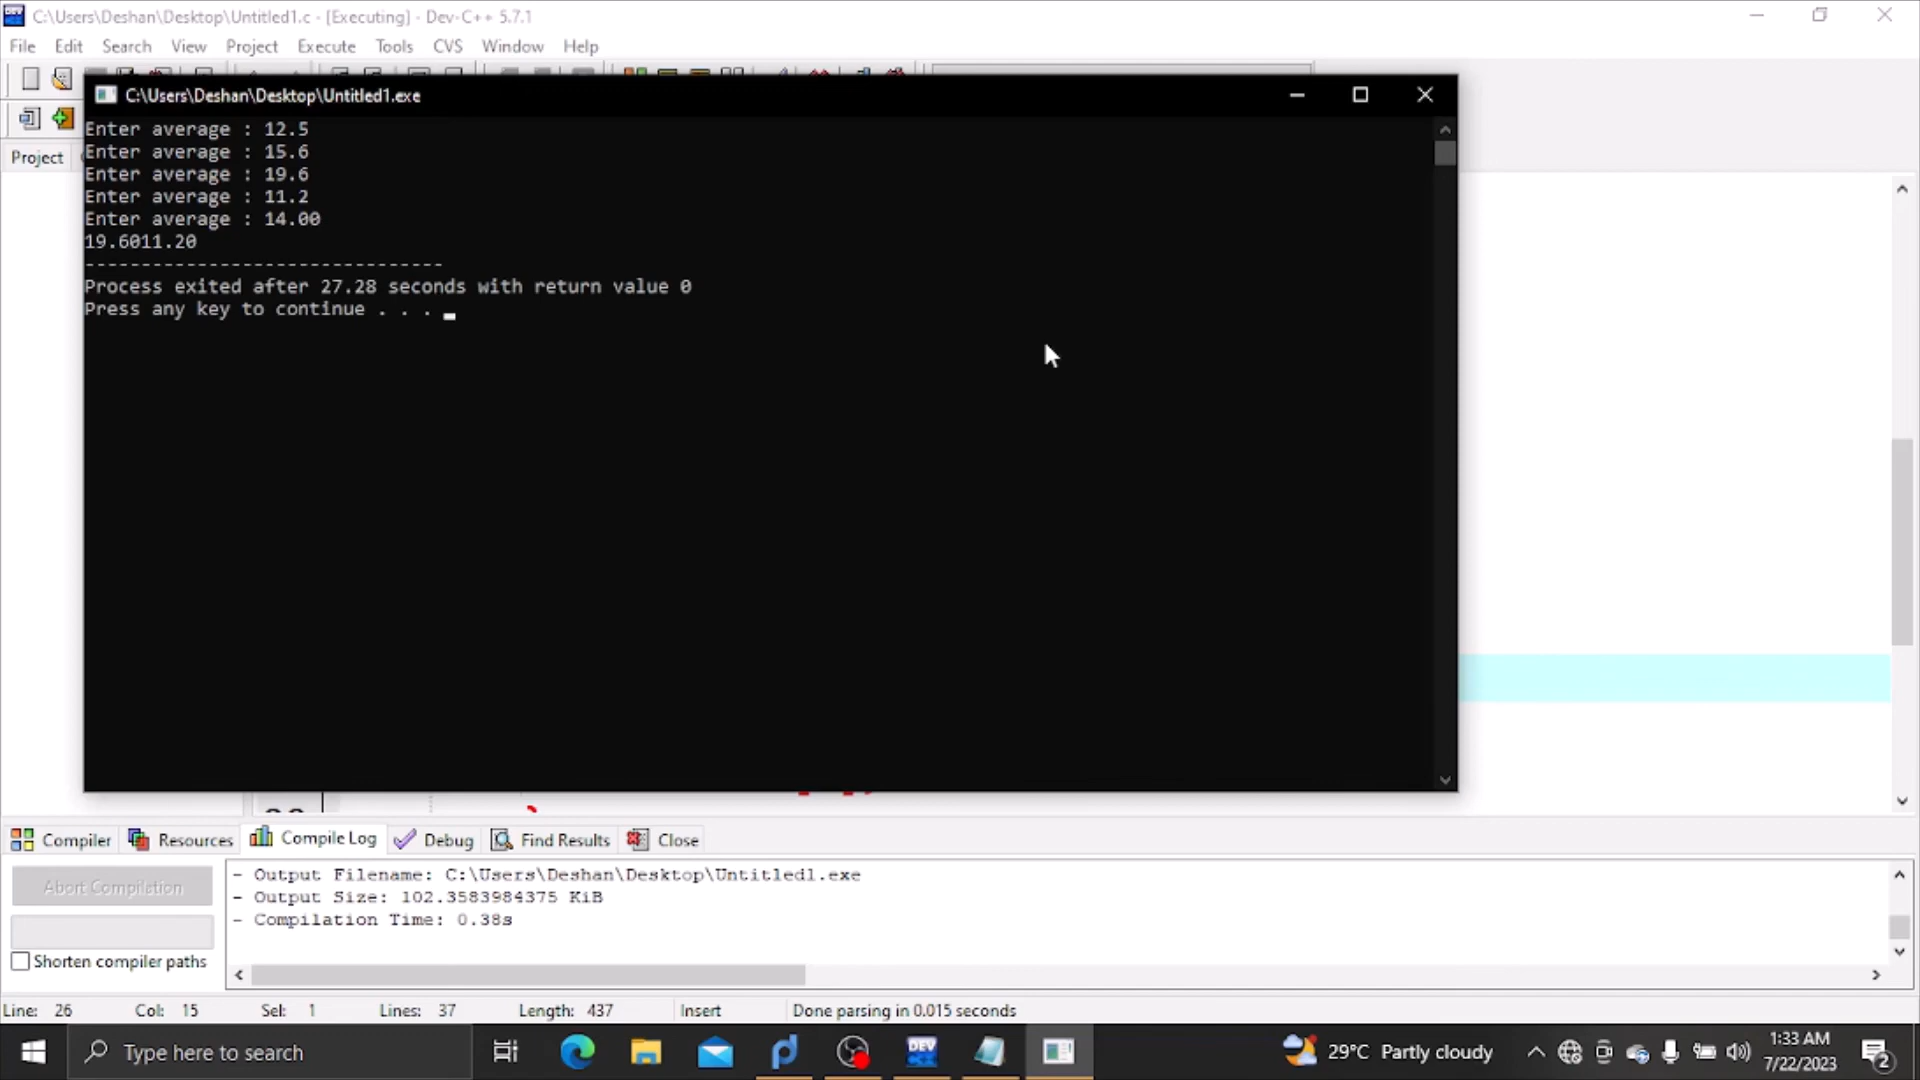 C:\Users\Deshan\Desktop\Untitled1.c - [Executing] - Dev-C++ 5.7.1
File Edit Search View Project Execute Tools CVS Window Help
C:\Users\Deshan\Desktop\Untitled1.exe
Project
Enter average : 12.5
Enter average : 15.6
Enter average : 19.6
Enter average : 11.2
Enter average : 14.00
19.6011.20
--------------------------------
Process exited after 27.28 seconds with return value 0
Press any key to continue . . .
Compiler Resources Compile Log Debug Find Results Close
Abort Compilation
Shorten compiler paths
- Output Filename: C:\Users\Deshan\Desktop\Untitled1.exe
- Output Size: 102.3583984375 KiB
- Compilation Time: 0.38s
Line: 26 Col: 15 Sel: 1 Lines: 37 Length: 437 Insert Done parsing in 0.015 seconds
Type here to search
DEV
29°C Partly cloudy
1:33 AM
7/22/2023
2